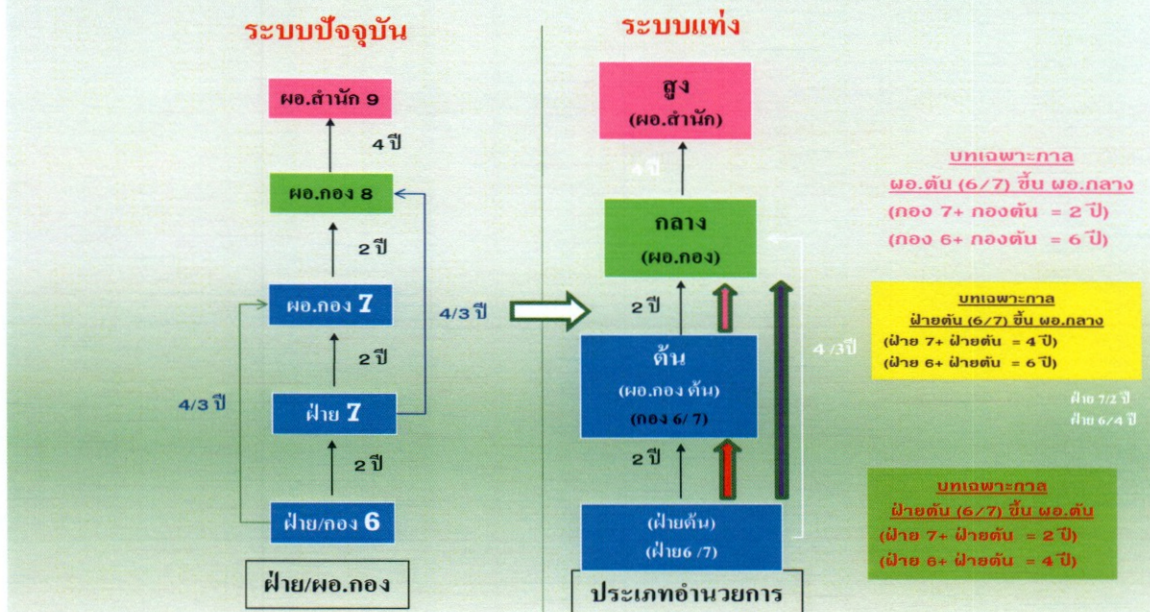 ระบบปัจจุบัน
ผอ.สำนัก 9
4 ปี
ผอ.กอง 8
2 ปี
ผอ.กอง 7
4/3 ปี
2 ปี
4/3 ปี
ฝ่าย 7
2 ปี
ฝ่าย/กอง 6
ฝ่าย/ผอ.กอง
ระบบแท่ง
สูง
(ผอ.สำนัก)
4 ปี
กลาง
(ผอ.กอง)
2 ปี
4 /3ปี
ต้น
(ผอ.กอง ต้น)
(กอง 6/ 7)
2 ปี
(ฝ่ายต้น)
(ฝ่าย6 /7)
ประเภทอำนวยการ
บทเฉพาะกาล
ผอ.ต้น (6/7) ขึ้น ผอ.กลาง
(กอง 7+ กองต้น = 2 ปี)
(กอง 6+ กองต้น = 6 ปี)
บทเฉพาะกาล
ฝ่ายต้น (6/7) ขึ้น ผอ.กลาง
(ฝ่าย 7+ ฝ่ายต้น = 4 ปี)
(ฝ่าย 6+ ฝ่ายต้น = 6 ปี)
ฝ่าย 7/2 ปี
ฝ่าย 6/4 ปี
บทเฉพาะกาล
ฝ่ายต้น (6/7) ขึ้น ผอ.ต้น
(ฝ่าย 7+ ฝ่ายต้น = 2 ปี)
(ฝ่าย 6+ ฝ่ายต้น = 4 ปี)